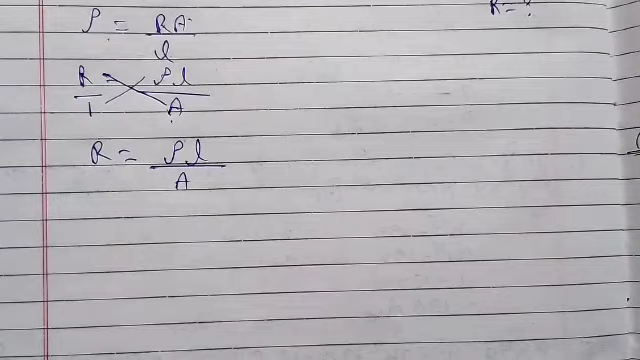 R = ?
ρ = RA / l
R / 1 = ρl / A
R = ρl / A